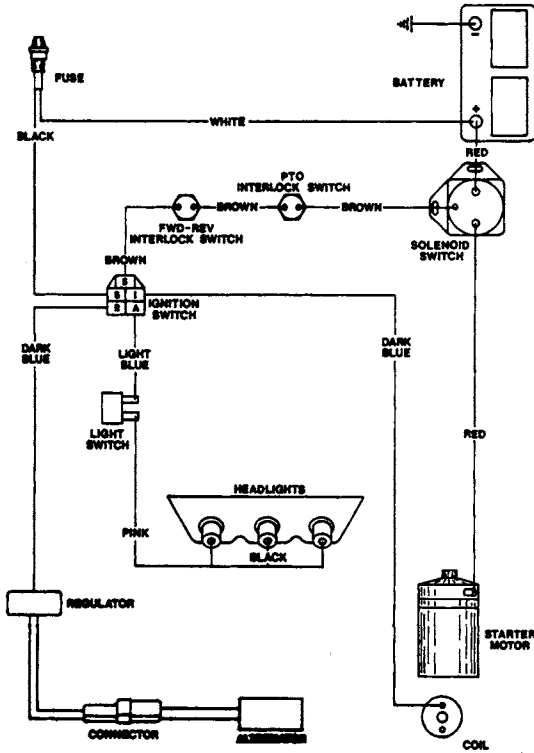 FUSE
BATTERY
−
+
BLACK
WHITE
RED
PTO
INTERLOCK SWITCH
BROWN
BROWN
FWD-REV
INTERLOCK SWITCH
SOLENOID
SWITCH
BROWN
S
I
A
IGNITION
SWITCH
DARK
BLUE
LIGHT
BLUE
DARK
BLUE
LIGHT
SWITCH
RED
HEADLIGHTS
PINK
BLACK
REGULATOR
STARTER
MOTOR
CONNECTOR
ALTERNATOR
COIL